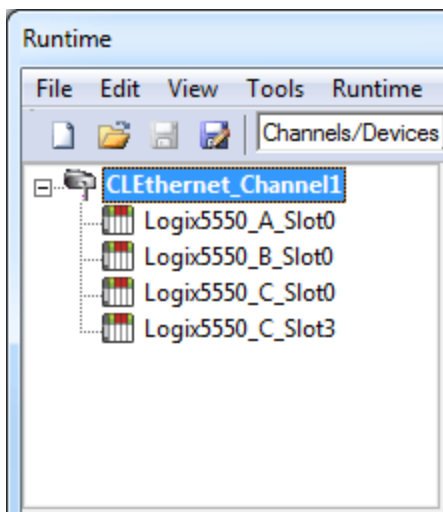 Runtime
File Edit View Tools Runtime
Channels/Devices
CLEthernet_Channel1
Logix5550_A_Slot0
Logix5550_B_Slot0
Logix5550_C_Slot0
Logix5550_C_Slot3